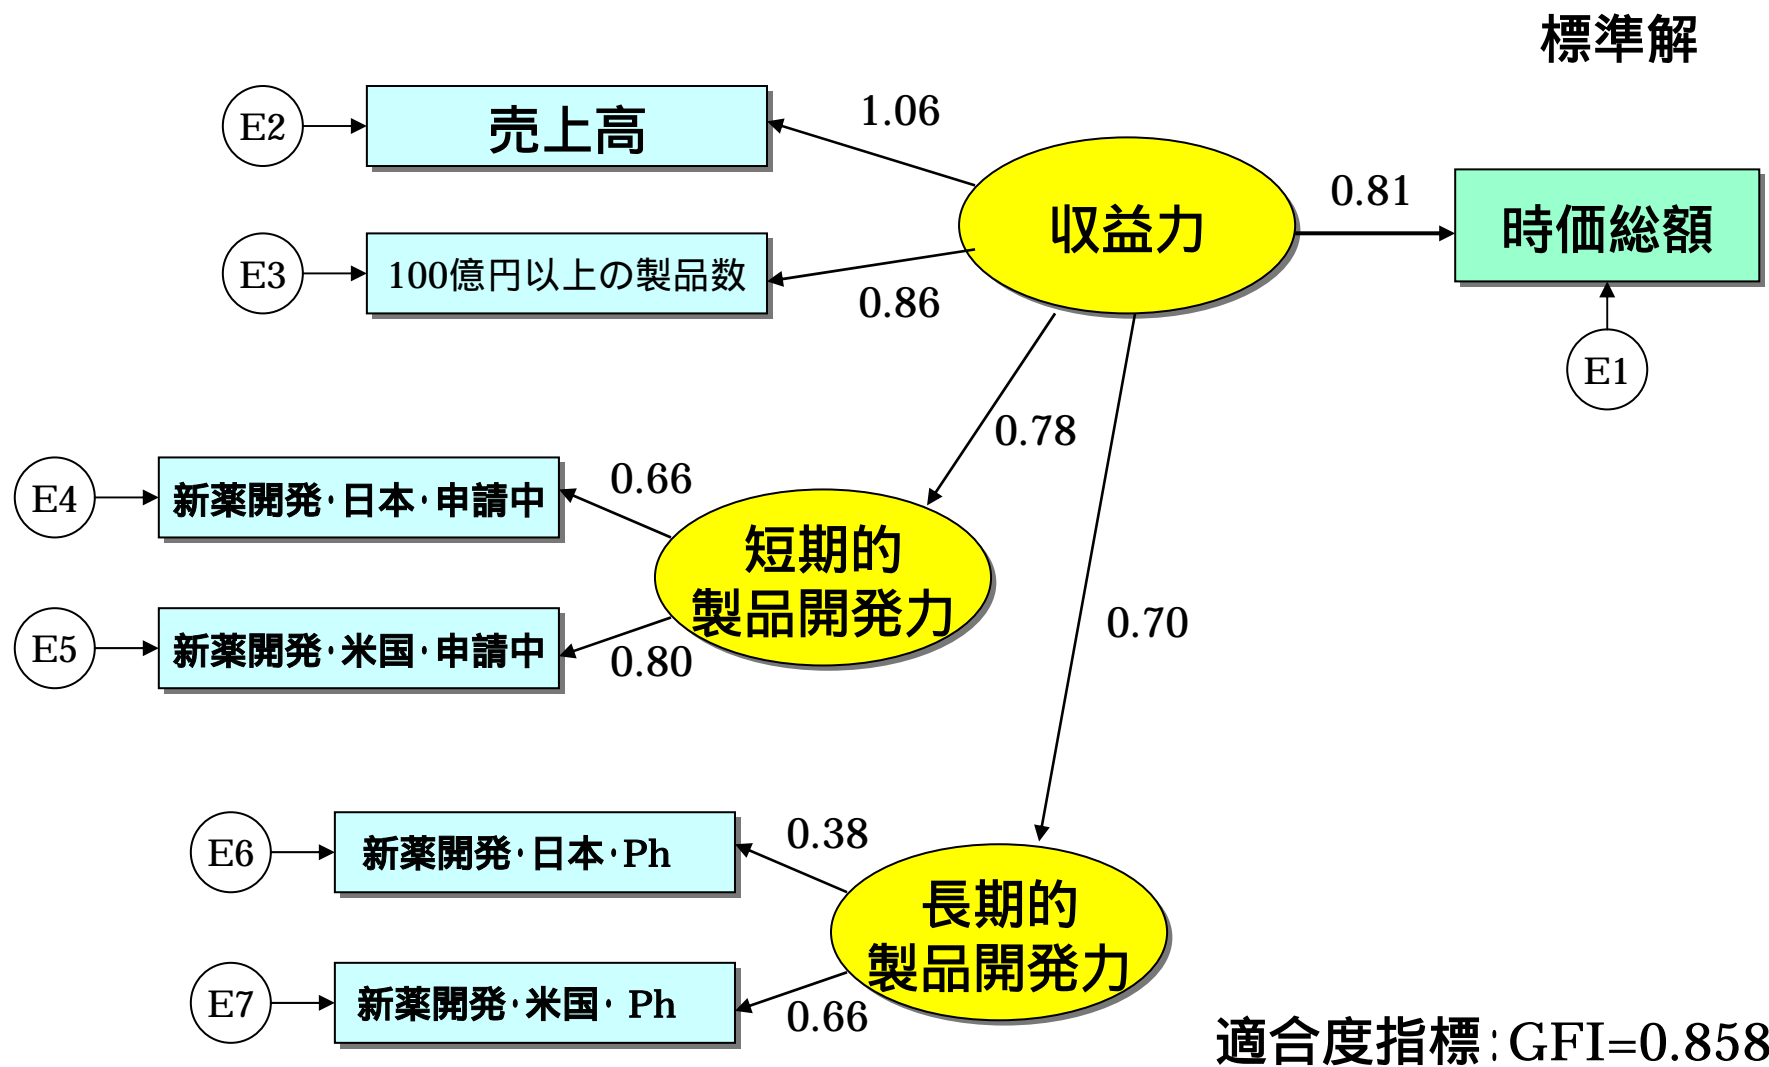 標準解
E2
売上高
1.06
収益力
0.81
時価総額
E3
100億円以上の製品数
0.86
E1
0.78
E4
新薬開発・日本・申請中
0.66
短期的
製品開発力
E5
新薬開発・米国・申請中
0.80
0.70
E6
新薬開発・日本・Ph
0.38
長期的
製品開発力
E7
新薬開発・米国・ Ph
0.66
適合度指標:GFI=0.858